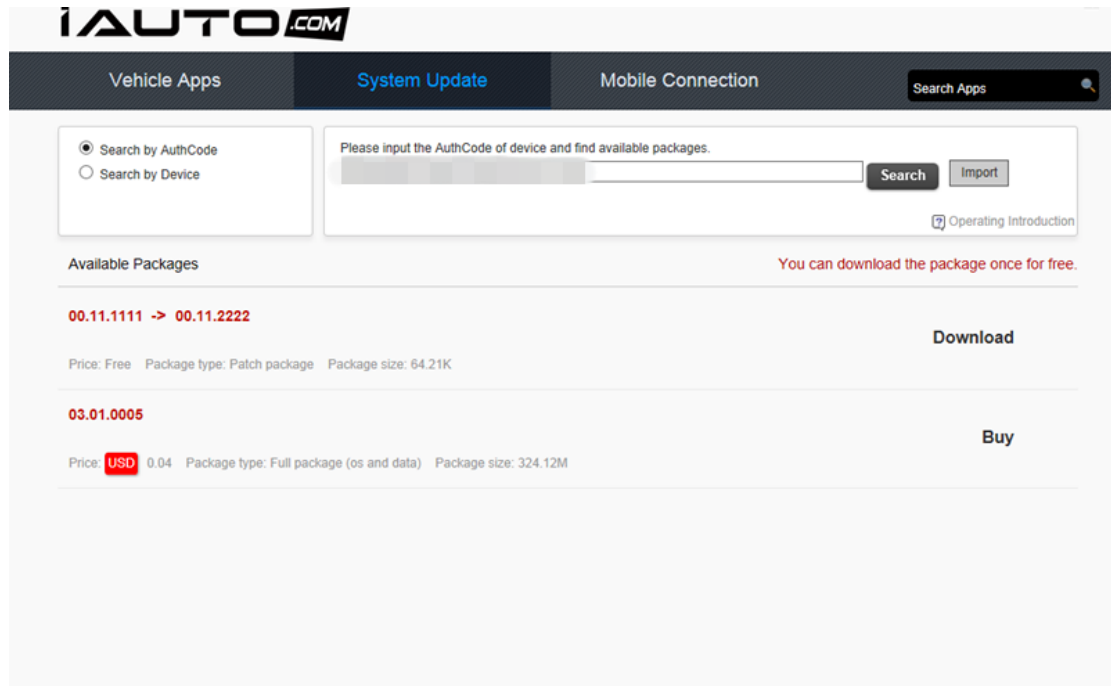 iAUTO.COM
Vehicle Apps System Update Mobile Connection Search Apps
Search by AuthCode
Search by Device
Please input the AuthCode of device and find available packages.
Search Import
Operating Introduction
Available Packages You can download the package once for free.
00.11.1111 -> 00.11.2222
Download
Price: Free Package type: Patch package Package size: 64.21K
03.01.0005
Buy
Price: USD 0.04 Package type: Full package (os and data) Package size: 324.12M